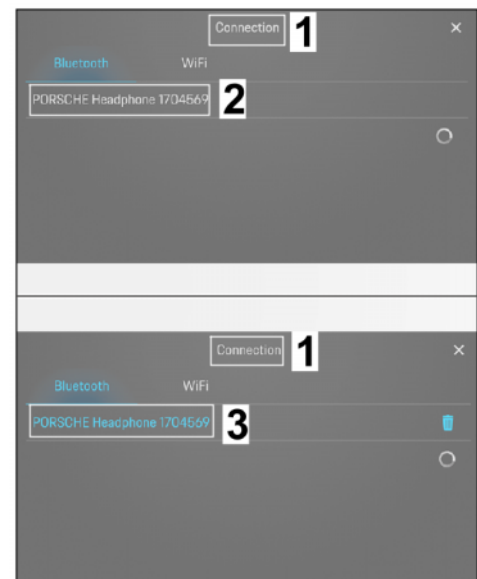 Connection 1 ×
Bluetooth WiFi
PORSCHE Headphone 1704569 2
Connection 1 ×
Bluetooth WiFi
PORSCHE Headphone 1704569 3